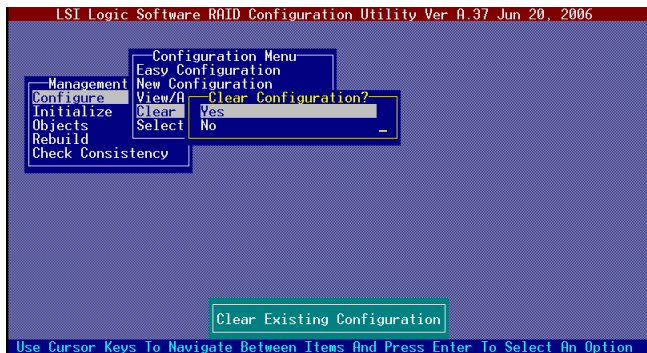 LSI Logic Software RAID Configuration Utility Ver A.37 Jun 20, 2006
Configuration Menu
Easy Configuration
New Configuration
View/A
Clear
Select
Management
Configure
Initialize
Objects
Rebuild
Check Consistency
Clear Configuration?
Yes
No
Clear Existing Configuration
Use Cursor Keys To Navigate Between Items And Press Enter To Select An Option